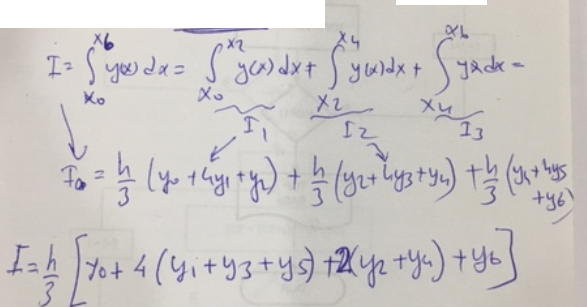 I = ∫_{x0}^{x6} y(x) dx = ∫_{x0}^{x2} y(x) dx + ∫_{x2}^{x4} y(x) dx + ∫_{x4}^{x6} yx dx =
I1 I2 I3
Ia = h/3 (y0 + 4y1 + y2) + h/3 (y2 + 4y3 + y4) + h/3 (y4 + 4y5 + y6)
I = h/3 [y0 + 4 (y1 + y3 + y5) + 2(y2 + y4) + y6]